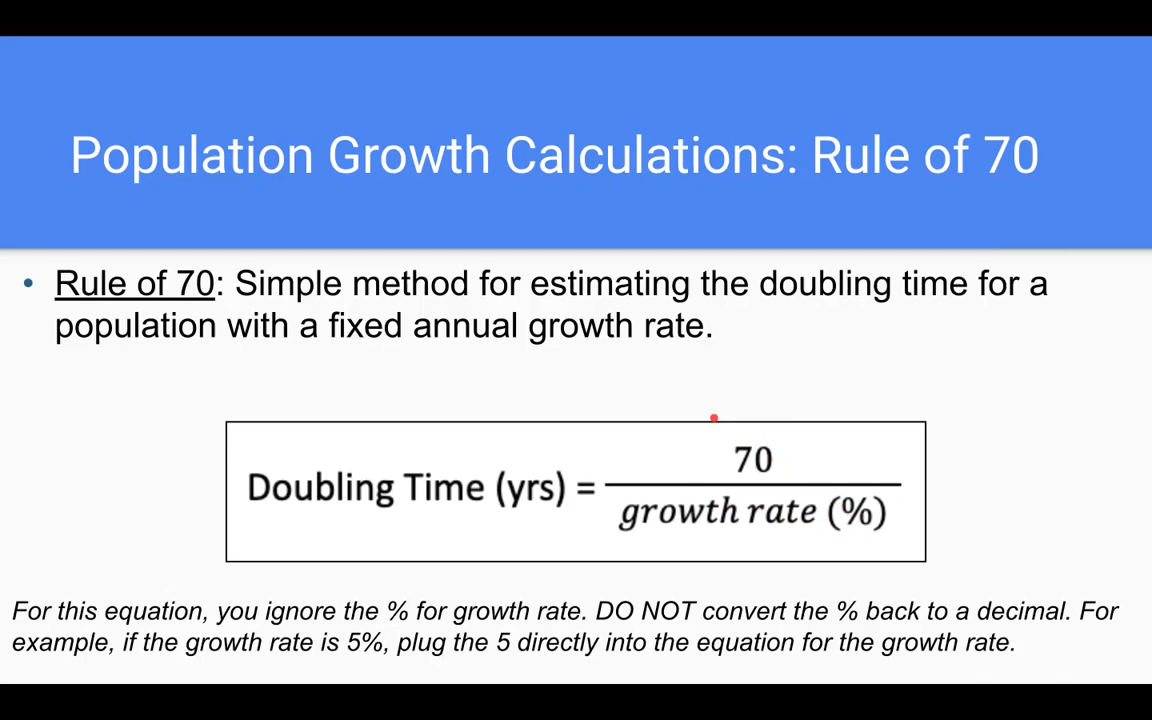 Population Growth Calculations: Rule of 70
• Rule of 70: Simple method for estimating the doubling time for a
population with a fixed annual growth rate.
Doubling Time (yrs) = 70 / growth rate (%)
For this equation, you ignore the % for growth rate. DO NOT convert the % back to a decimal. For
example, if the growth rate is 5%, plug the 5 directly into the equation for the growth rate.